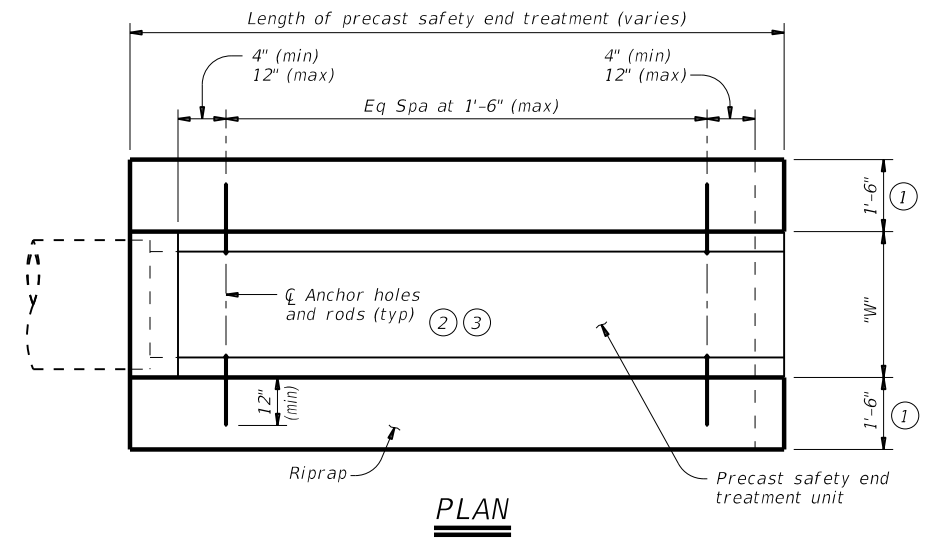 Length of precast safety end treatment (varies)
4" (min)
12" (max)
4" (min)
12" (max)
Eq Spa at 1'-6" (max)
1'-6"
1
℄ Anchor holes
and rods (typ)
2 3
"W"
12"
(min)
1'-6"
1
Riprap
Precast safety end
treatment unit
PLAN